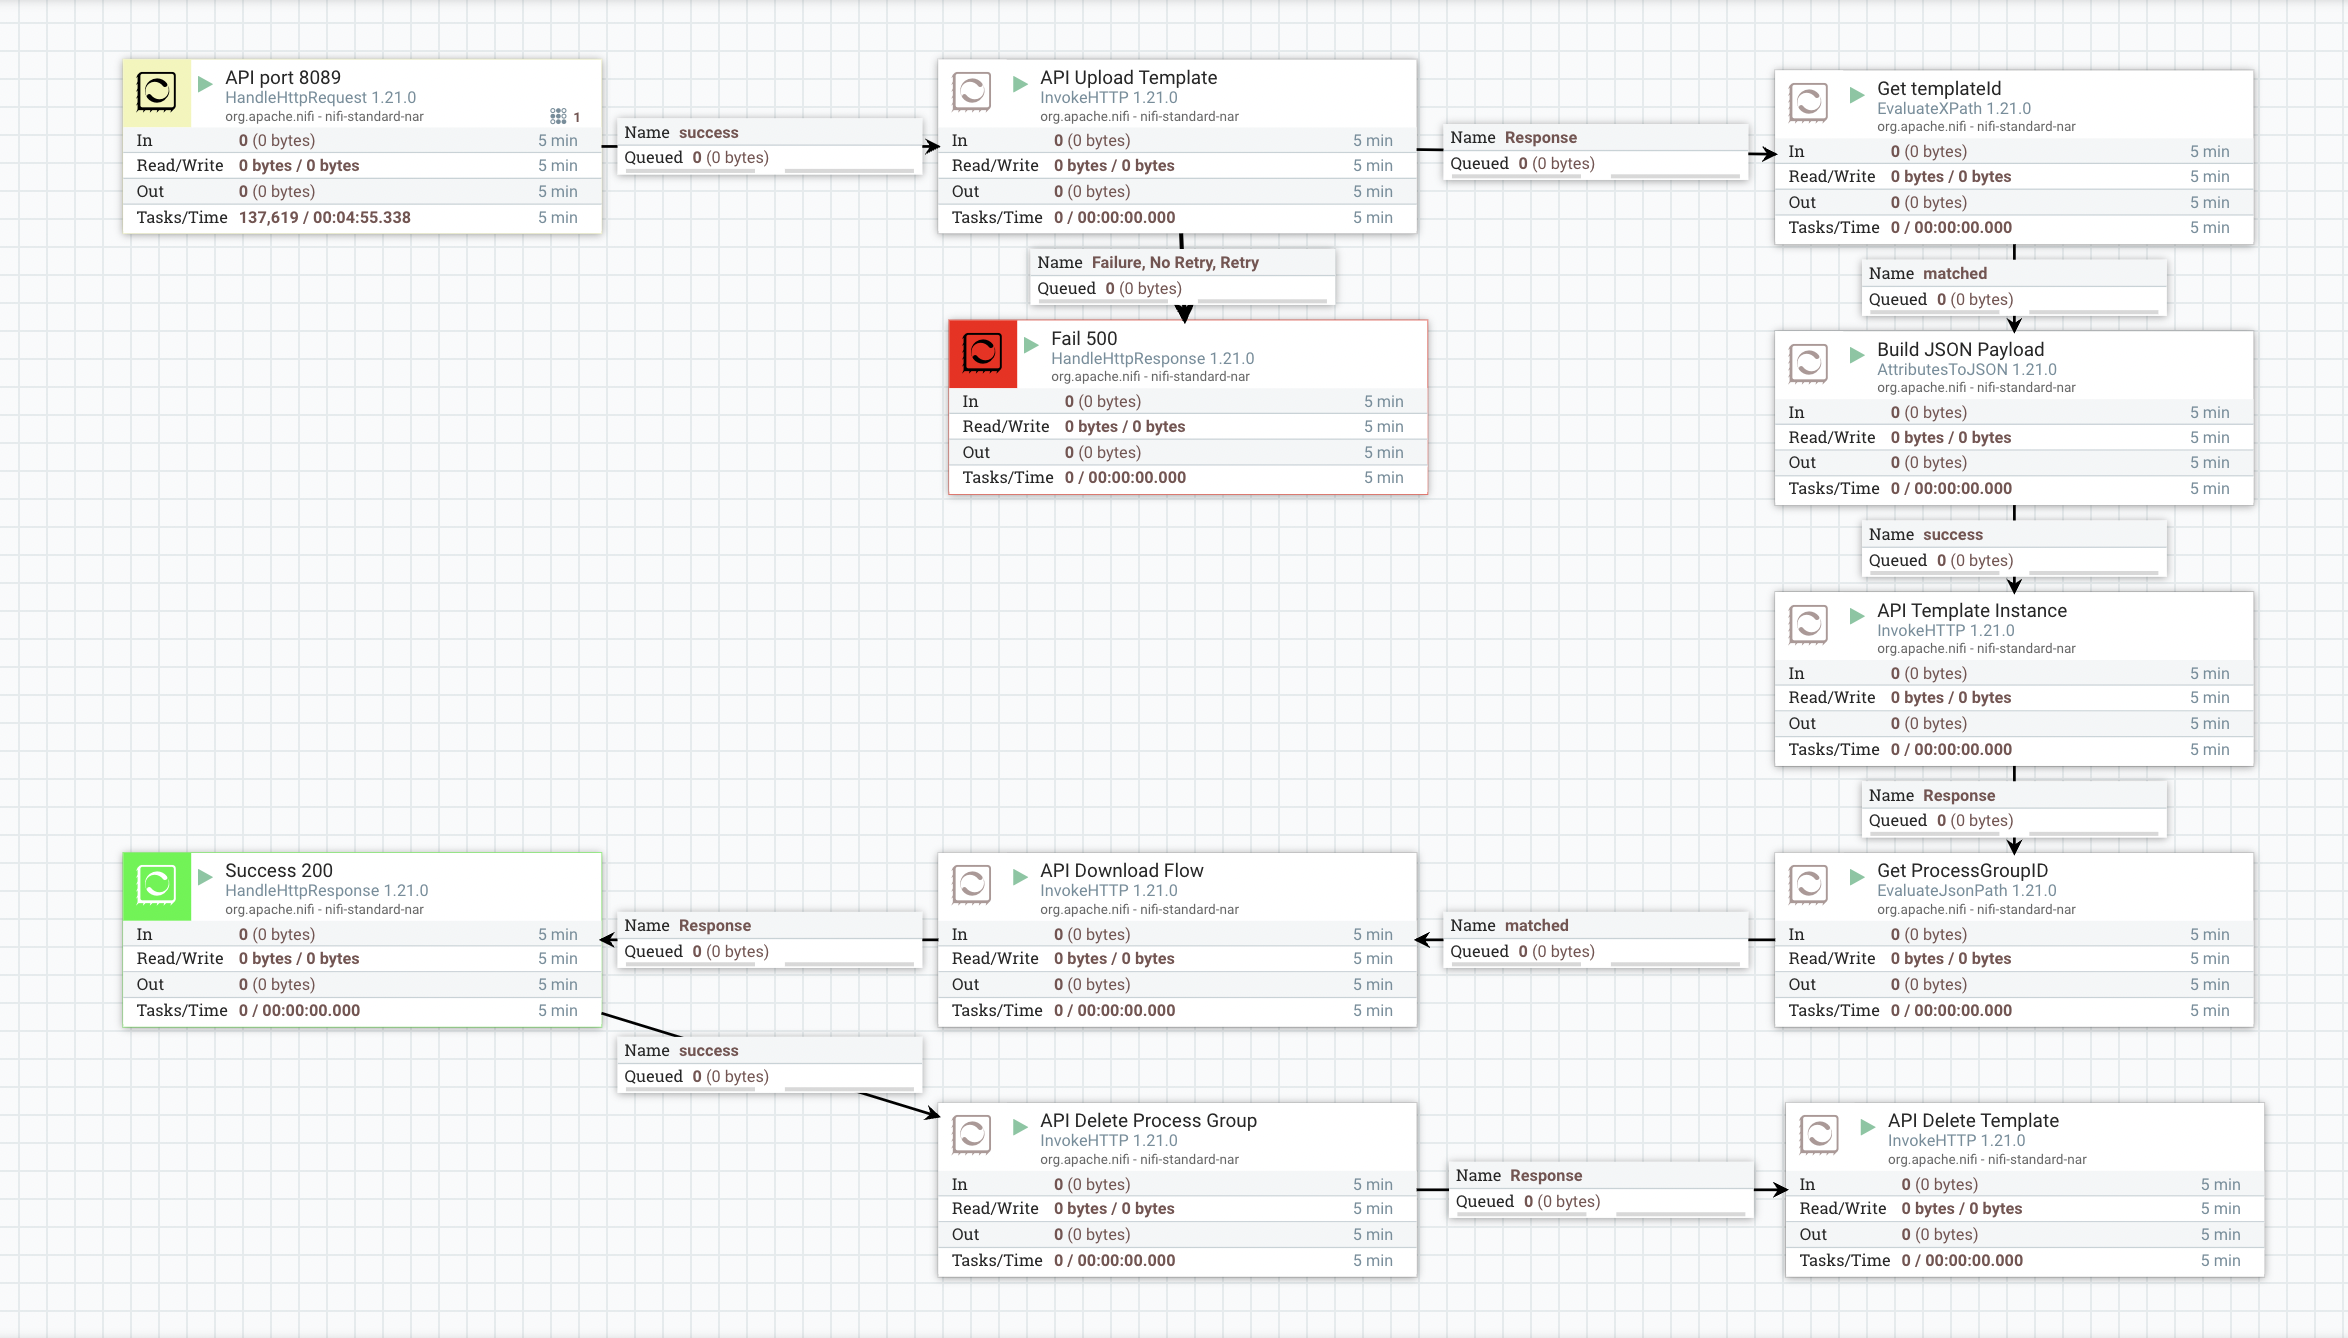 API port 8089
HandleHttpRequest 1.21.0
org.apache.nifi - nifi-standard-nar
1
In 0 (0 bytes) 5 min
Read/Write 0 bytes / 0 bytes 5 min
Out 0 (0 bytes) 5 min
Tasks/Time 137,619 / 00:04:55.338 5 min
Name success
Queued 0 (0 bytes)
API Upload Template
InvokeHTTP 1.21.0
org.apache.nifi - nifi-standard-nar
In 0 (0 bytes) 5 min
Read/Write 0 bytes / 0 bytes 5 min
Out 0 (0 bytes) 5 min
Tasks/Time 0 / 00:00:00.000 5 min
Name Response
Queued 0 (0 bytes)
Get templateId
EvaluateXPath 1.21.0
org.apache.nifi - nifi-standard-nar
In 0 (0 bytes) 5 min
Read/Write 0 bytes / 0 bytes 5 min
Out 0 (0 bytes) 5 min
Tasks/Time 0 / 00:00:00.000 5 min
Name Failure, No Retry, Retry
Queued 0 (0 bytes)
Fail 500
HandleHttpResponse 1.21.0
org.apache.nifi - nifi-standard-nar
In 0 (0 bytes) 5 min
Read/Write 0 bytes / 0 bytes 5 min
Out 0 (0 bytes) 5 min
Tasks/Time 0 / 00:00:00.000 5 min
Name matched
Queued 0 (0 bytes)
Build JSON Payload
AttributesToJSON 1.21.0
org.apache.nifi - nifi-standard-nar
In 0 (0 bytes) 5 min
Read/Write 0 bytes / 0 bytes 5 min
Out 0 (0 bytes) 5 min
Tasks/Time 0 / 00:00:00.000 5 min
Name success
Queued 0 (0 bytes)
API Template Instance
InvokeHTTP 1.21.0
org.apache.nifi - nifi-standard-nar
In 0 (0 bytes) 5 min
Read/Write 0 bytes / 0 bytes 5 min
Out 0 (0 bytes) 5 min
Tasks/Time 0 / 00:00:00.000 5 min
Name Response
Queued 0 (0 bytes)
Get ProcessGroupID
EvaluateJsonPath 1.21.0
org.apache.nifi - nifi-standard-nar
In 0 (0 bytes) 5 min
Read/Write 0 bytes / 0 bytes 5 min
Out 0 (0 bytes) 5 min
Tasks/Time 0 / 00:00:00.000 5 min
Name matched
Queued 0 (0 bytes)
API Download Flow
InvokeHTTP 1.21.0
org.apache.nifi - nifi-standard-nar
In 0 (0 bytes) 5 min
Read/Write 0 bytes / 0 bytes 5 min
Out 0 (0 bytes) 5 min
Tasks/Time 0 / 00:00:00.000 5 min
Name Response
Queued 0 (0 bytes)
Success 200
HandleHttpResponse 1.21.0
org.apache.nifi - nifi-standard-nar
In 0 (0 bytes) 5 min
Read/Write 0 bytes / 0 bytes 5 min
Out 0 (0 bytes) 5 min
Tasks/Time 0 / 00:00:00.000 5 min
Name success
Queued 0 (0 bytes)
API Delete Process Group
InvokeHTTP 1.21.0
org.apache.nifi - nifi-standard-nar
In 0 (0 bytes) 5 min
Read/Write 0 bytes / 0 bytes 5 min
Out 0 (0 bytes) 5 min
Tasks/Time 0 / 00:00:00.000 5 min
Name Response
Queued 0 (0 bytes)
API Delete Template
InvokeHTTP 1.21.0
org.apache.nifi - nifi-standard-nar
In 0 (0 bytes) 5 min
Read/Write 0 bytes / 0 bytes 5 min
Out 0 (0 bytes) 5 min
Tasks/Time 0 / 00:00:00.000 5 min